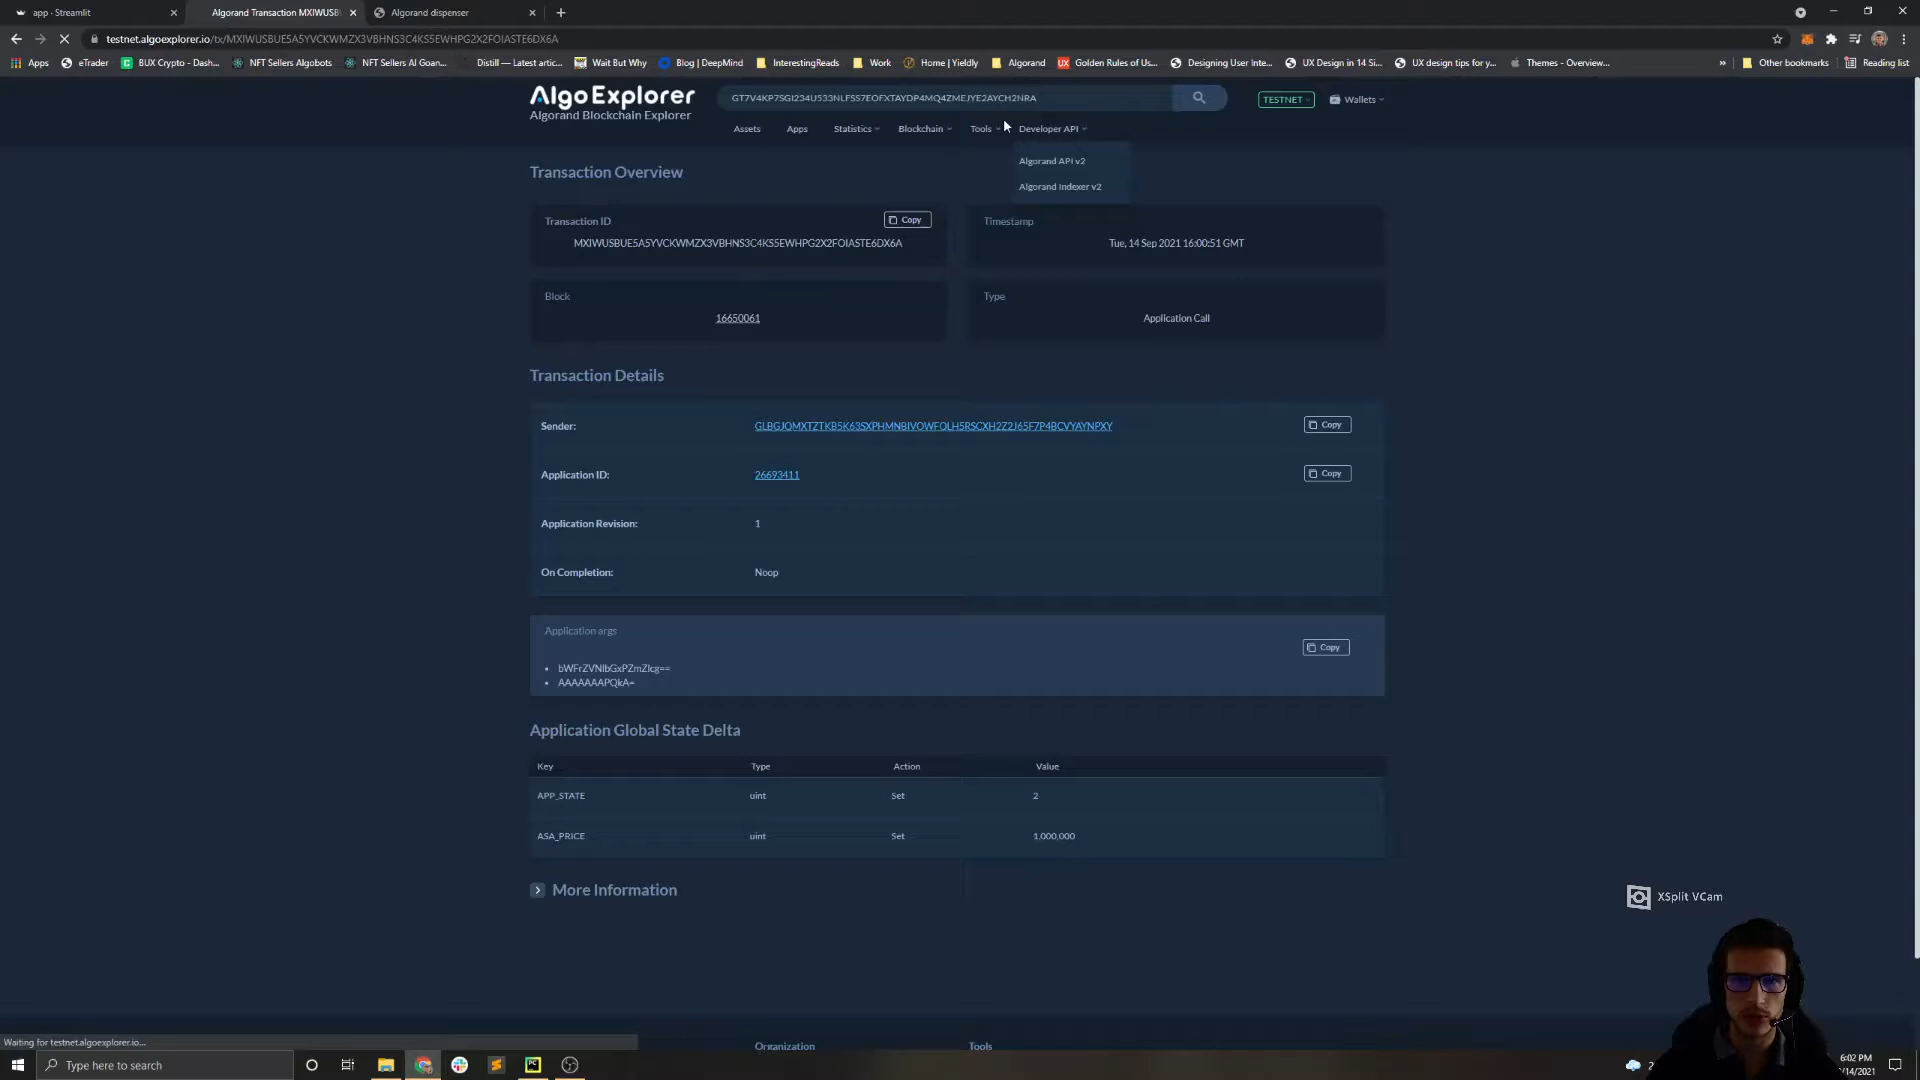 app · Streamlit
Algorand Transaction MXIWUSB
Algorand dispenser
testnet.algoexplorer.io/tx/MXIWUSBUE5A5YVCKWMZX3VBHNS3C4KS5EWHPG2X2FOIASTE6DX6A
Apps
eTrader
BUX Crypto - Dash...
NFT Sellers Algobots
NFT Sellers AI Goan...
Distill — Latest artic...
Wait But Why
Blog | DeepMind
InterestingReads
Work
Home | Yieldly
Algorand
Golden Rules of Us...
Designing User Inte...
UX Design in 14 Si...
UX design tips for y...
Themes - Overview...
»
Other bookmarks
Reading list
AlgoExplorer
Algorand Blockchain Explorer
GT7V4KP7SGI234U533NLFSS7EOFXTAYDP4MQ4ZMEJYE2AYCH2NRA
TESTNET
Wallets
Assets
Apps
Statistics
Blockchain
Tools
Developer API
Algorand API v2
Algorand Indexer v2
Transaction Overview
Transaction ID
Copy
MXIWUSBUE5A5YVCKWMZX3VBHNS3C4KS5EWHPG2X2FOIASTE6DX6A
Timestamp
Tue, 14 Sep 2021 16:00:51 GMT
Block
16650061
Type
Application Call
Transaction Details
Sender:
GLBGJQMXTZTKB5K63SXPHMNBIVOWFOLH5RSCXH2Z2J65F7P4BCVYAYNPXY
Copy
Application ID:
26693411
Copy
Application Revision:
1
On Completion:
Noop
Application args
Copy
• bWFrZVNlbGxPZmZlcg==
• AAAAAAAPQkA=
Application Global State Delta
Key Type Action Value
APP_STATE uint Set 2
ASA_PRICE uint Set 1,000,000
More Information
XSplit VCam
Waiting for testnet.algoexplorer.io...
Organization
Tools
Type here to search
6:02 PM
/14/2021